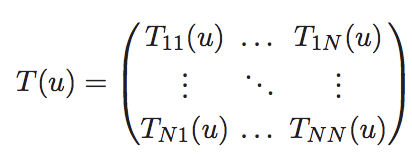 T(u) = ( T₁₁(u) … T₁N(u)
⋮ ⋱ ⋮
TN1(u) … TNN(u) )